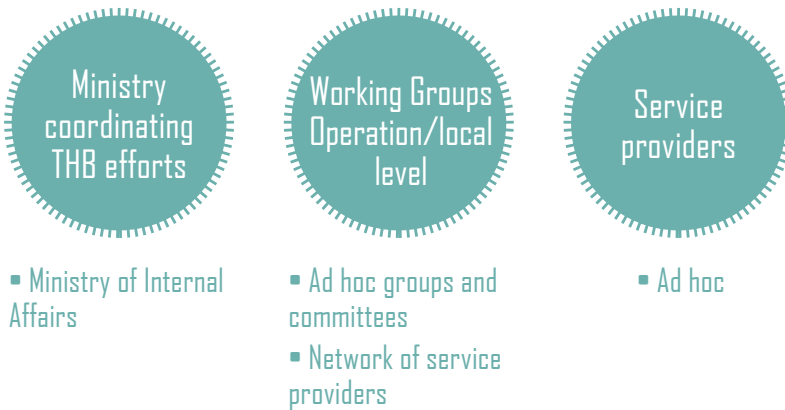 Ministry
coordinating
THB efforts
▪ Ministry of Internal
Affairs
Working Groups
Operation/local
level
▪ Ad hoc groups and
committees
▪ Network of service
providers
Service
providers
▪ Ad hoc